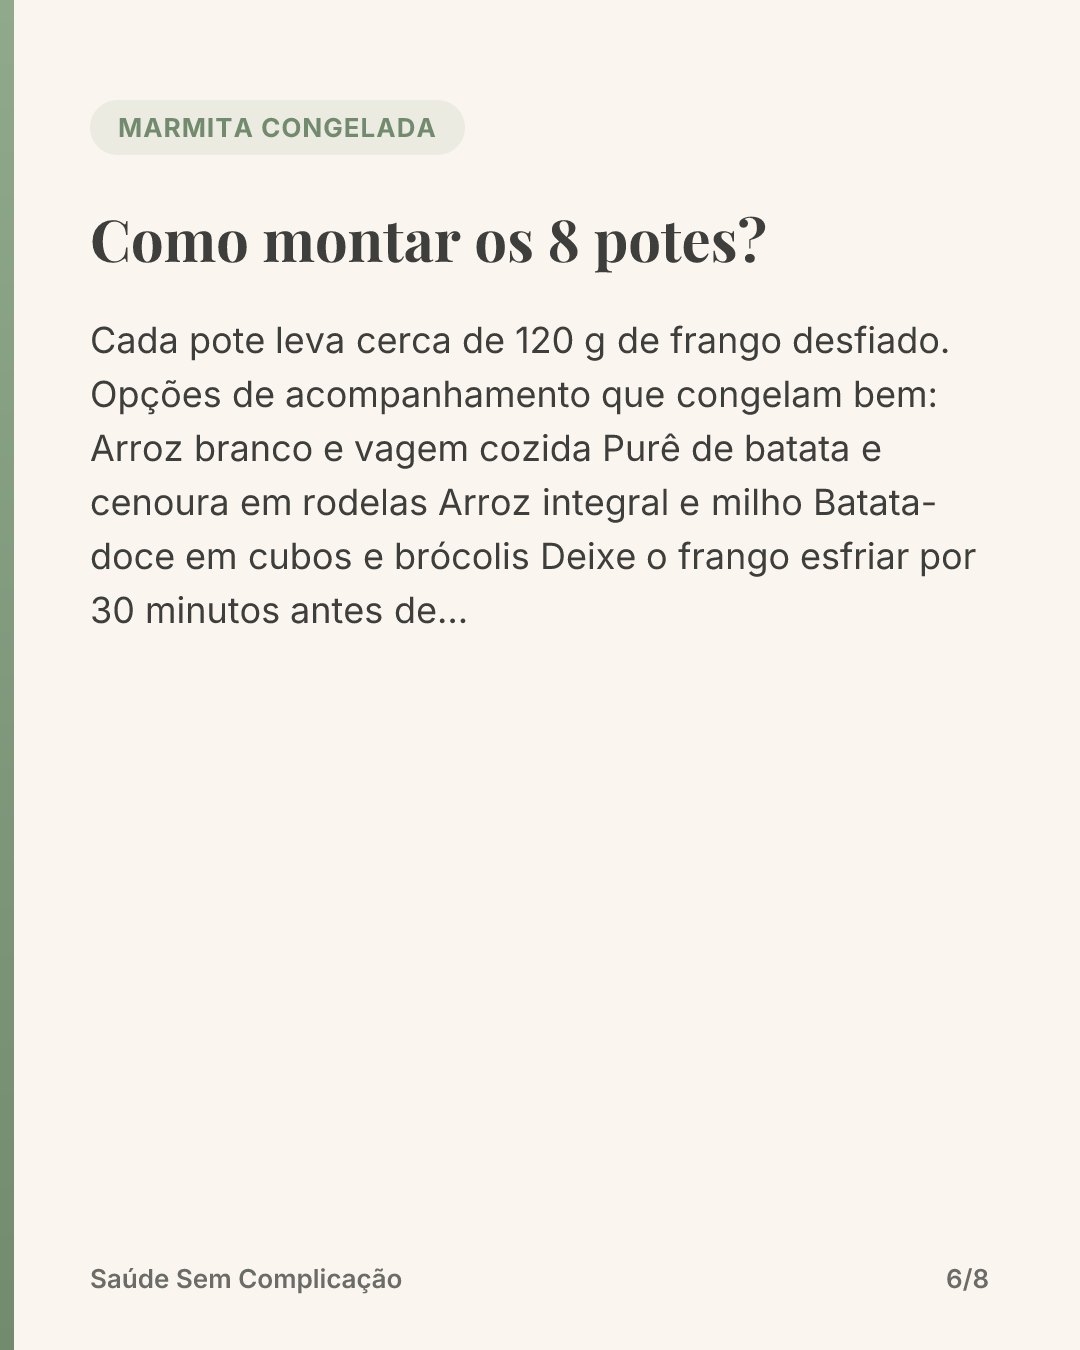 MARMITA CONGELADA
Como montar os 8 potes?
Cada pote leva cerca de 120 g de frango desfiado.
Opções de acompanhamento que congelam bem:
Arroz branco e vagem cozida Purê de batata e
cenoura em rodelas Arroz integral e milho Batata-
doce em cubos e brócolis Deixe o frango esfriar por
30 minutos antes de...
Saúde Sem Complicação
6/8